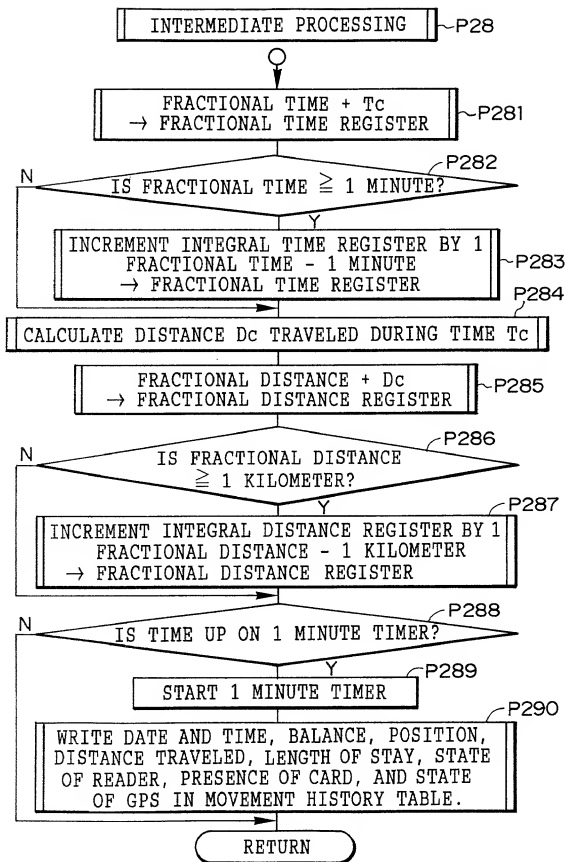 INTERMEDIATE PROCESSING
P28
FRACTIONAL TIME + Tc
→ FRACTIONAL TIME REGISTER
P281
P282
N
IS FRACTIONAL TIME ≧ 1 MINUTE?
Y
INCREMENT INTEGRAL TIME REGISTER BY 1
FRACTIONAL TIME - 1 MINUTE
→ FRACTIONAL TIME REGISTER
P283
P284
CALCULATE DISTANCE Dc TRAVELED DURING TIME Tc
FRACTIONAL DISTANCE + Dc
→ FRACTIONAL DISTANCE REGISTER
P285
P286
N
IS FRACTIONAL DISTANCE
≧ 1 KILOMETER?
Y
P287
INCREMENT INTEGRAL DISTANCE REGISTER BY 1
FRACTIONAL DISTANCE - 1 KILOMETER
→ FRACTIONAL DISTANCE REGISTER
P288
N
IS TIME UP ON 1 MINUTE TIMER?
Y
P289
START 1 MINUTE TIMER
P290
WRITE DATE AND TIME, BALANCE, POSITION,
DISTANCE TRAVELED, LENGTH OF STAY, STATE
OF READER, PRESENCE OF CARD, AND STATE
OF GPS IN MOVEMENT HISTORY TABLE.
RETURN